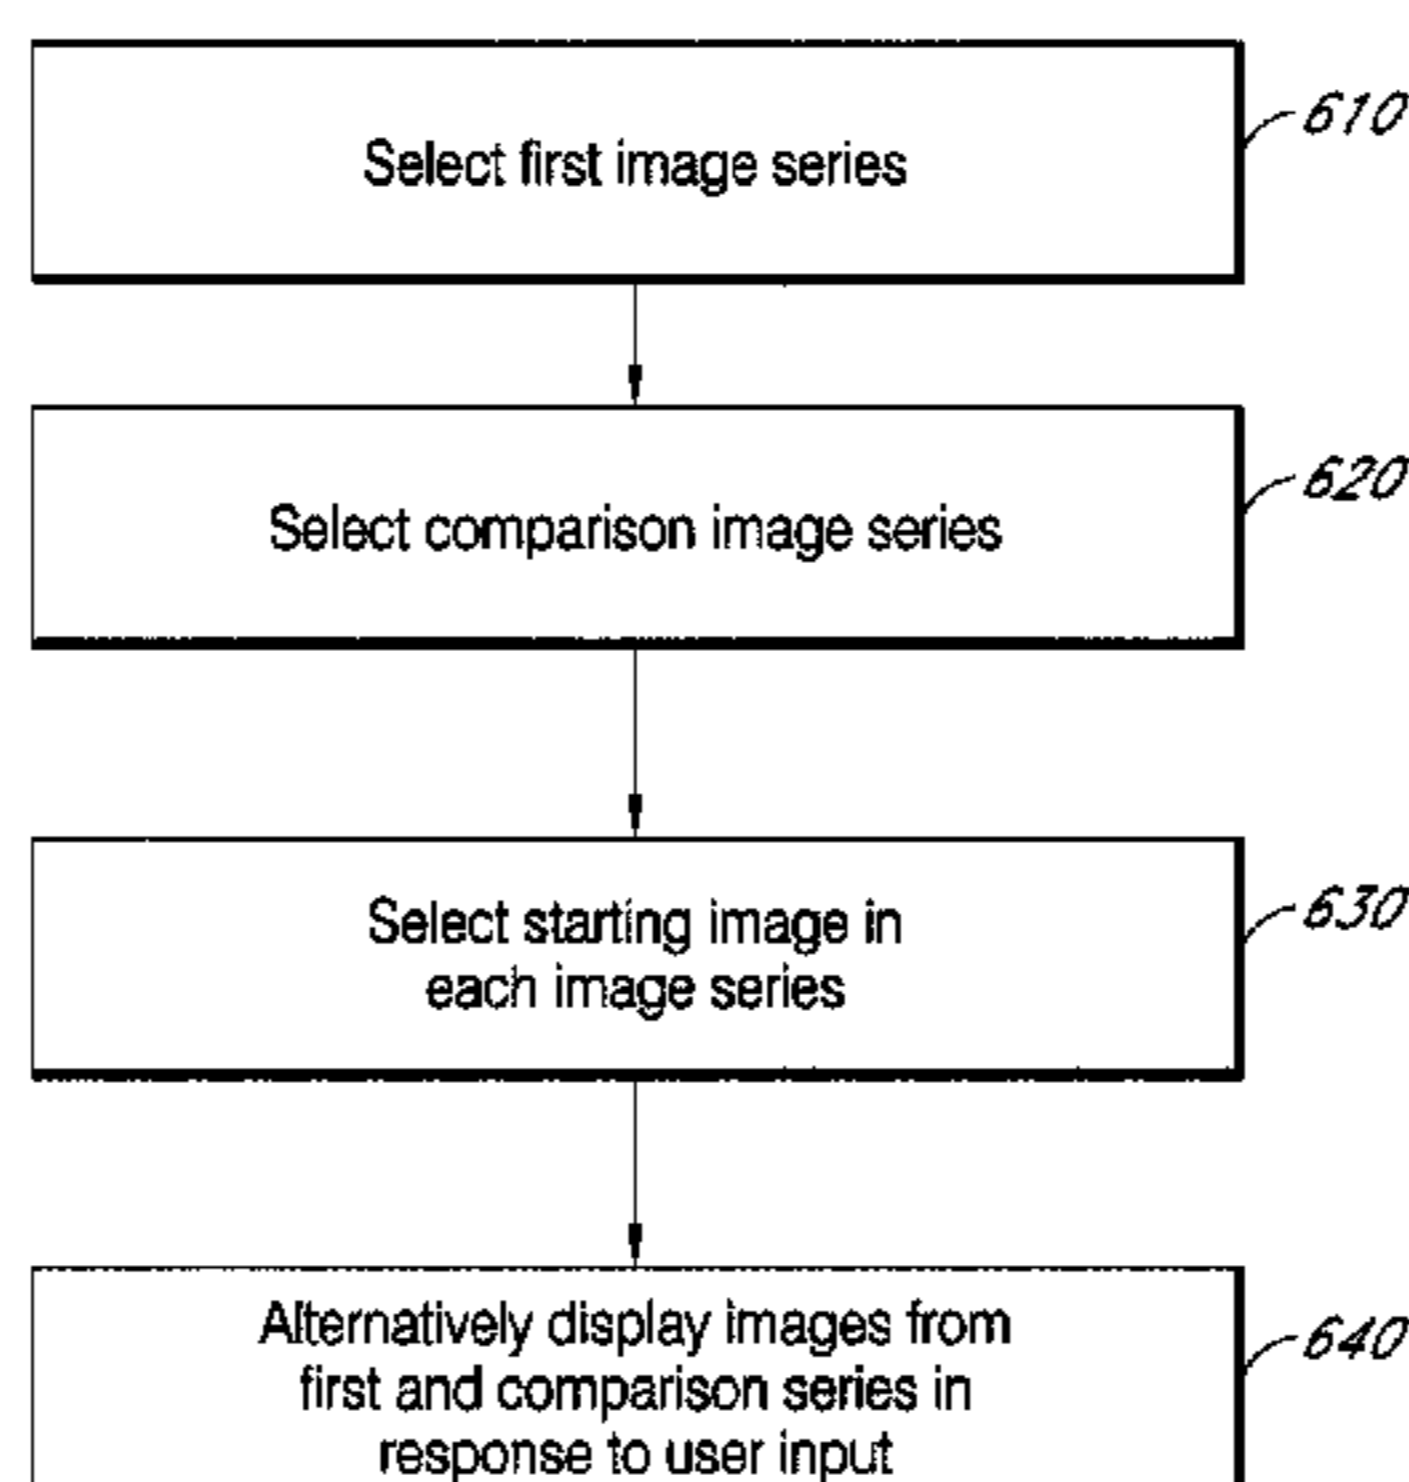 Select first image series
610
Select comparison image series
620
Select starting image in
each image series
630
Alternatively display images from
first and comparison series in
response to user input
640